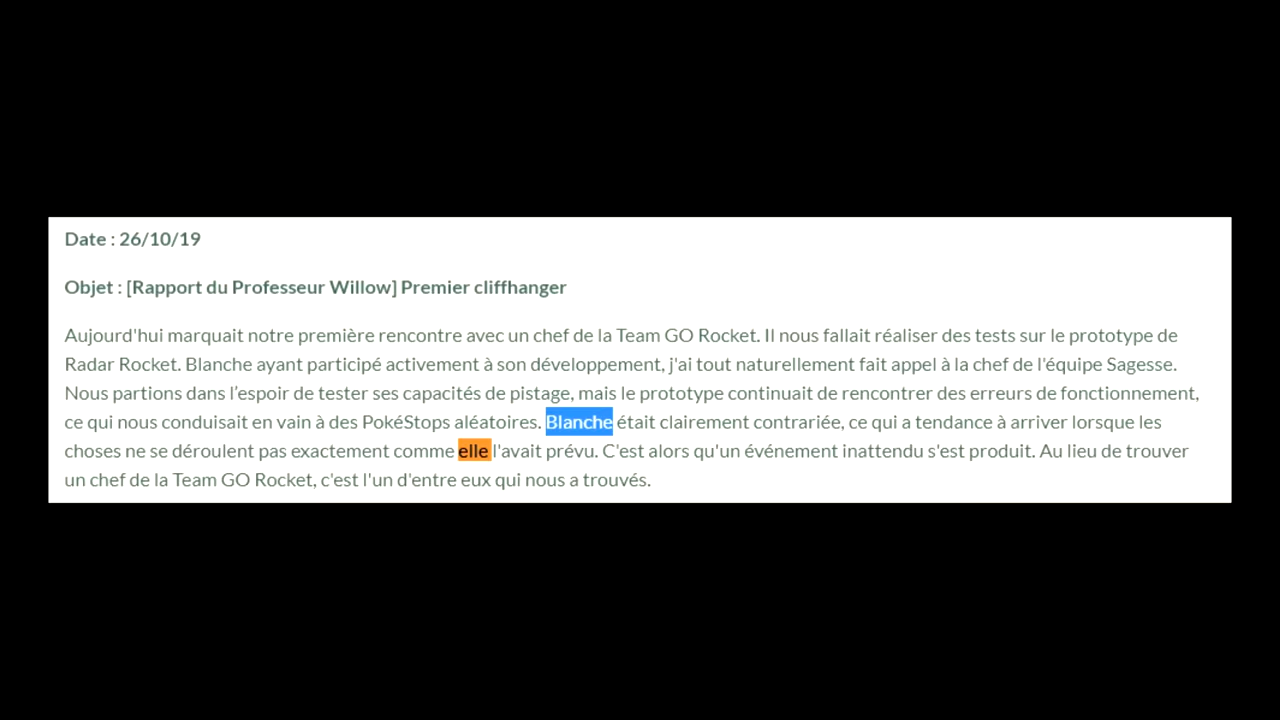 Date : 26/10/19
Objet : [Rapport du Professeur Willow] Premier cliffhanger
Aujourd'hui marquait notre première rencontre avec un chef de la Team GO Rocket. Il nous fallait réaliser des tests sur le prototype de
Radar Rocket. Blanche ayant participé activement à son développement, j'ai tout naturellement fait appel à la chef de l'équipe Sagesse.
Nous partions dans l’espoir de tester ses capacités de pistage, mais le prototype continuait de rencontrer des erreurs de fonctionnement,
ce qui nous conduisait en vain à des PokéStops aléatoires. Blanche était clairement contrariée, ce qui a tendance à arriver lorsque les
choses ne se déroulent pas exactement comme elle l'avait prévu. C'est alors qu'un événement inattendu s'est produit. Au lieu de trouver
un chef de la Team GO Rocket, c'est l'un d'entre eux qui nous a trouvés.